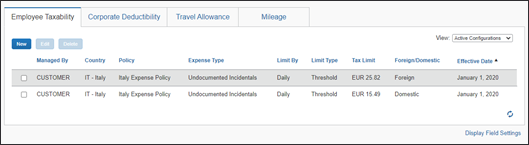 Employee Taxability Corporate Deductibility Travel Allowance Mileage
View: Active Configurations
New Edit Delete
Managed By Country Policy Expense Type Limit By Limit Type Tax Limit Foreign/Domestic Effective Date
CUSTOMER IT - Italy Italy Expense Policy Undocumented Incidentals Daily Threshold EUR 25.82 Foreign January 1, 2020
CUSTOMER IT - Italy Italy Expense Policy Undocumented Incidentals Daily Threshold EUR 15.49 Domestic January 1, 2020
Display Field Settings